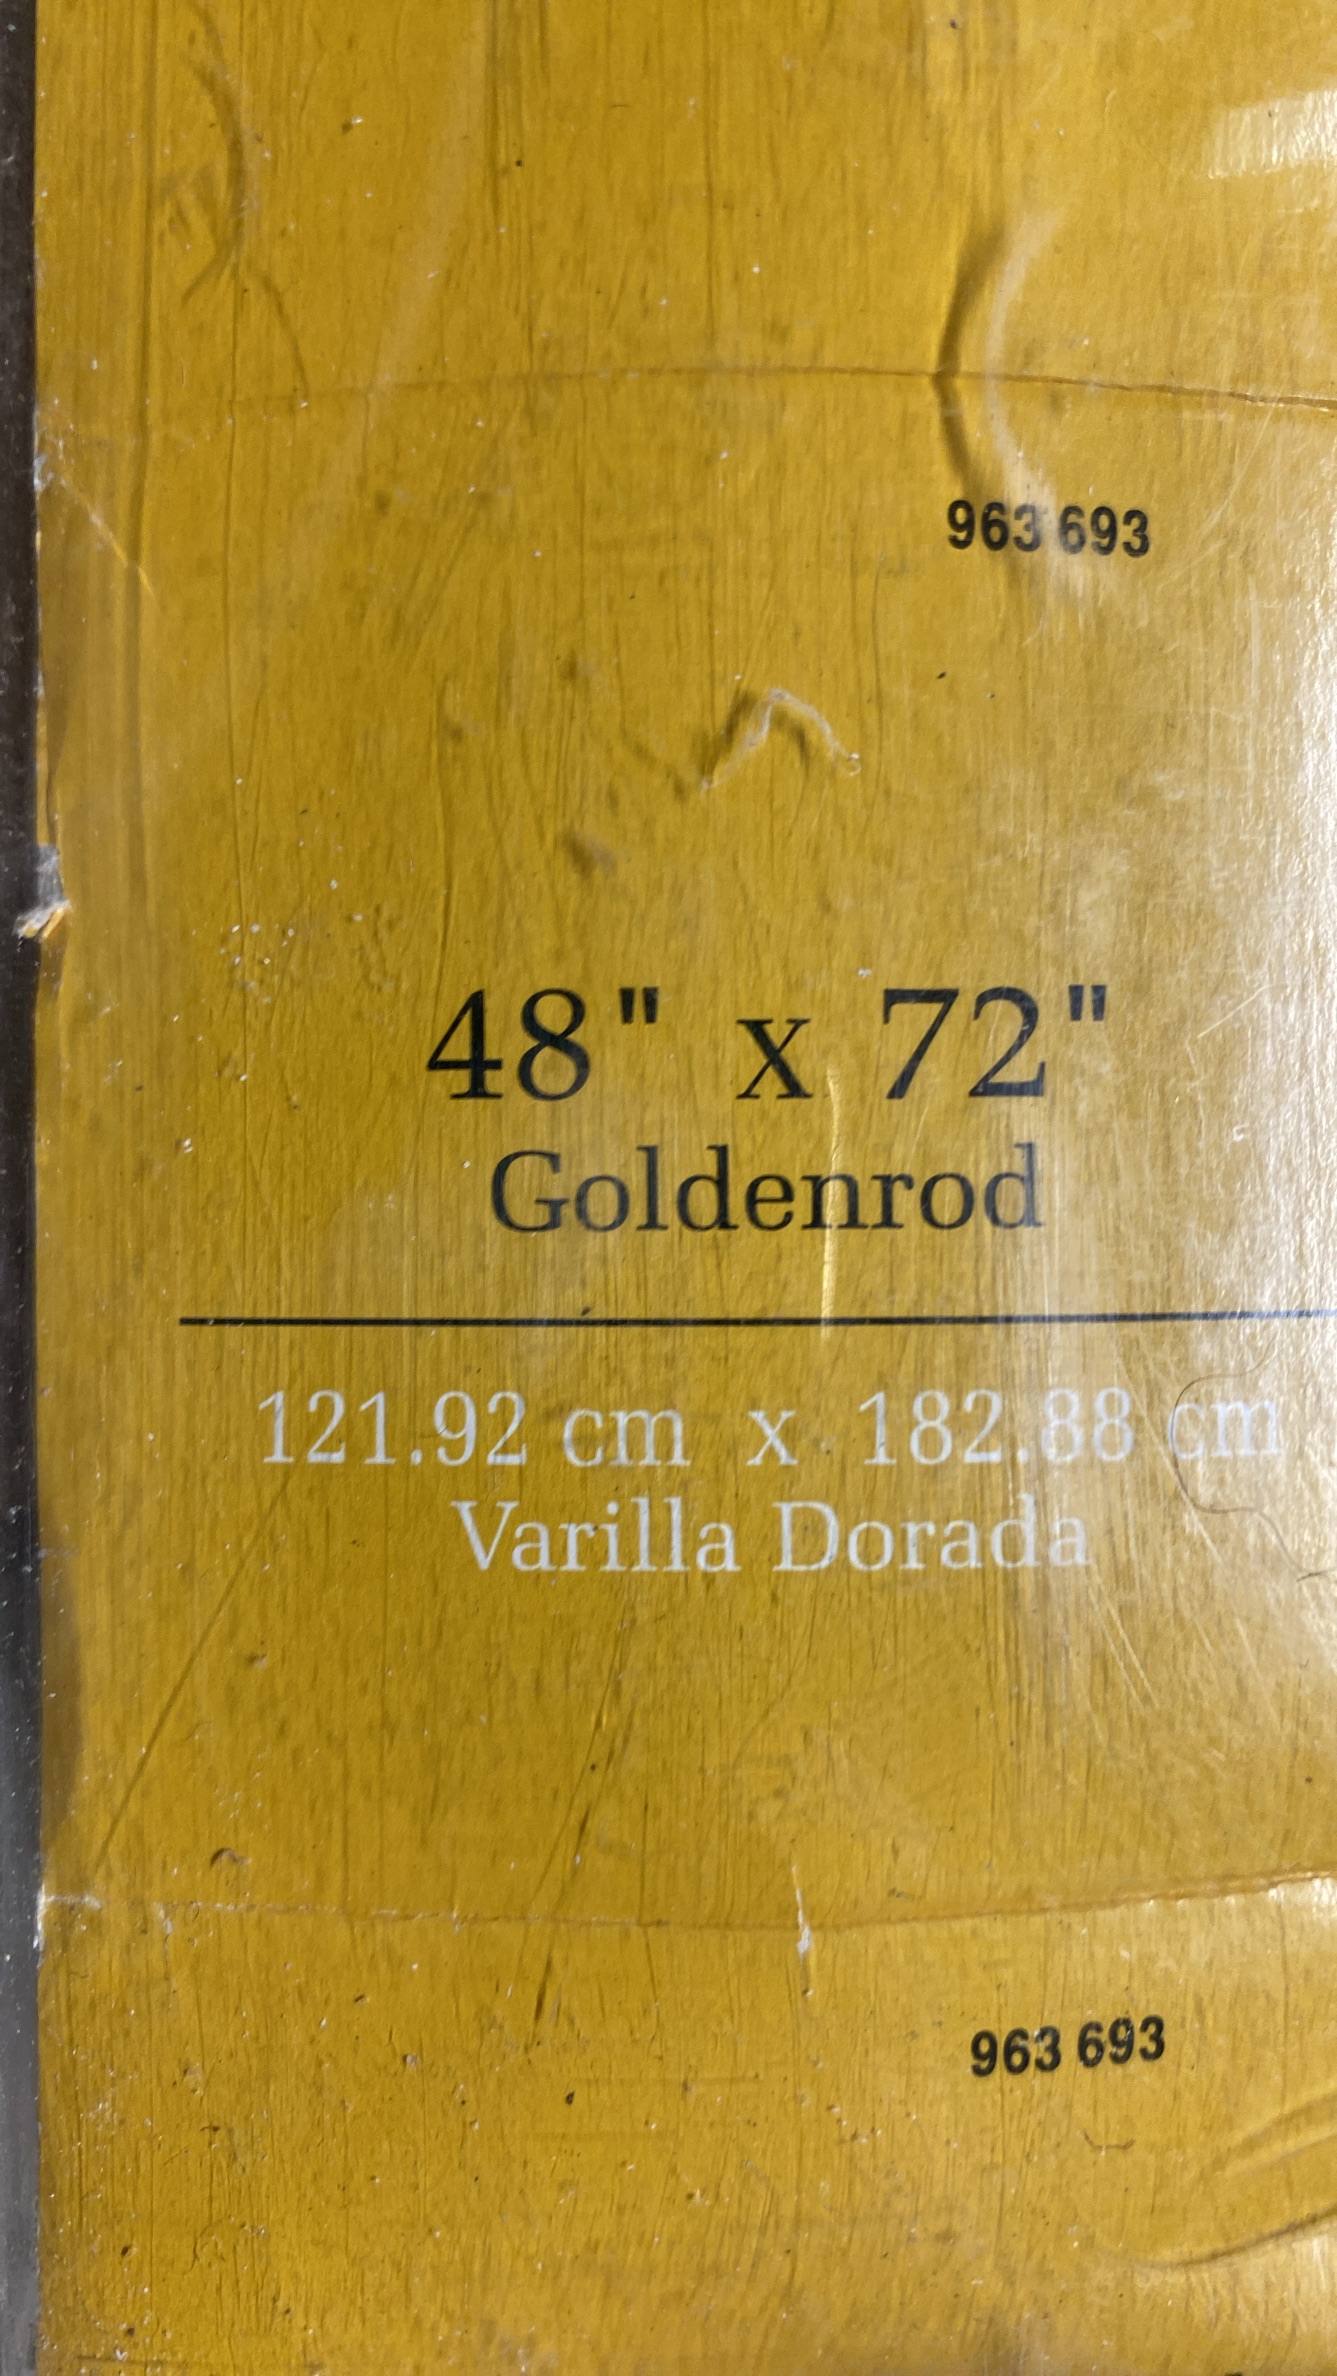 963 693
48" x 72"
Goldenrod
121.92 cm x 182.88 cm
Varilla Dorada
963 693